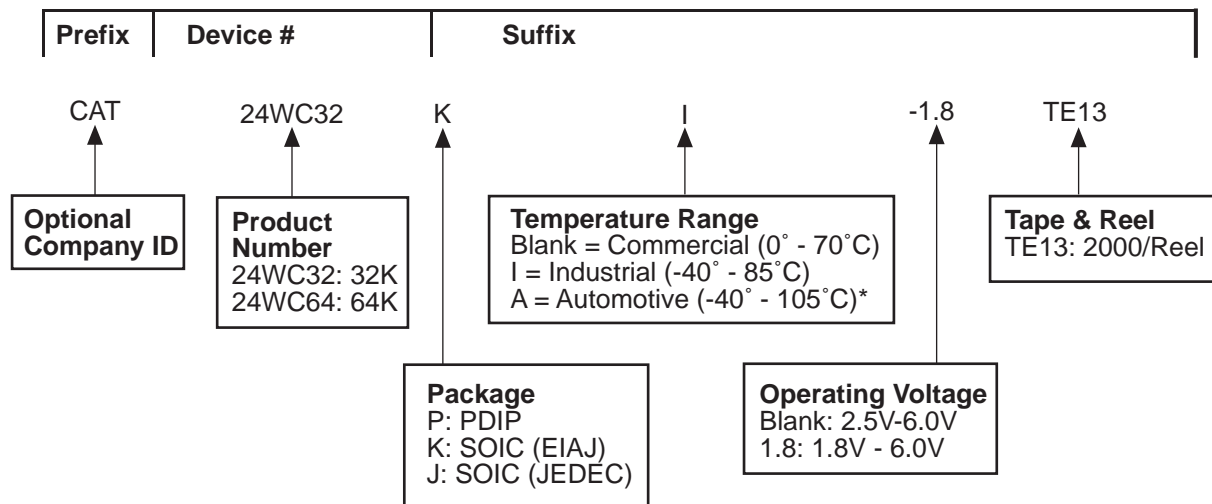 Prefix Device # Suffix
CAT 24WC32 K I -1.8 TE13
Optional
Company ID
Product
Number
24WC32: 32K
24WC64: 64K
Temperature Range
Blank = Commercial (0˚ - 70˚C)
I = Industrial (-40˚ - 85˚C)
A = Automotive (-40˚ - 105˚C)*
Tape & Reel
TE13: 2000/Reel
Package
P: PDIP
K: SOIC (EIAJ)
J: SOIC (JEDEC)
Operating Voltage
Blank: 2.5V-6.0V
1.8: 1.8V - 6.0V